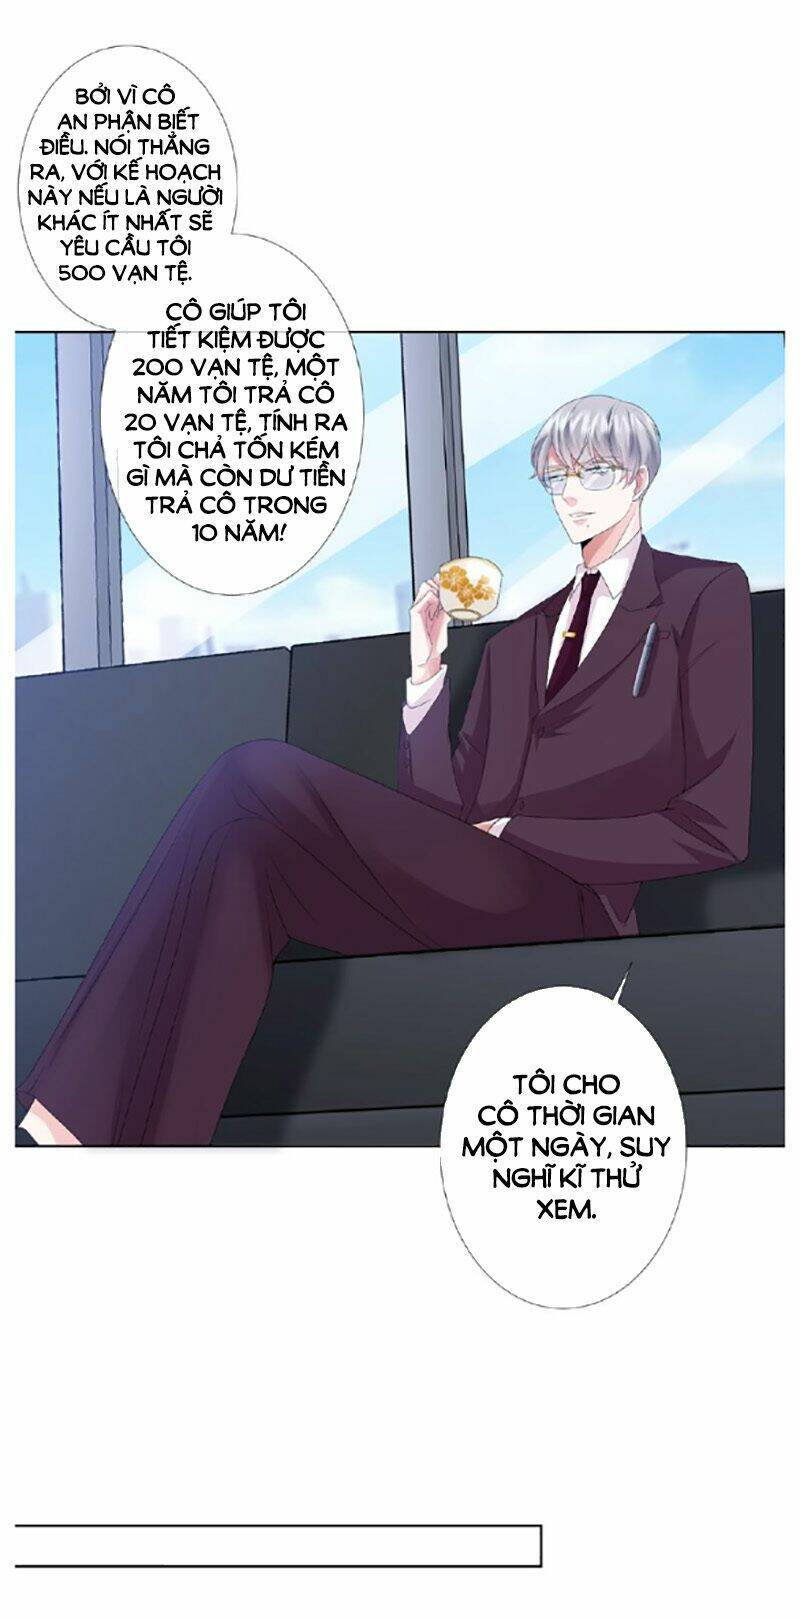 BỞI VÌ CÔ
AN PHẬN BIẾT
ĐIỀU. NÓI THẲNG
RA, VỚI KẾ HOẠCH
NÀY NẾU LÀ NGƯỜI
KHÁC ÍT NHẤT SẼ
YÊU CẦU TÔI
500 VẠN TỆ.
CÔ GIÚP TÔI
TIẾT KIỆM ĐƯỢC
200 VẠN TỆ, MỘT
NĂM TÔI TRẢ CÔ
20 VẠN TỆ, TÍNH RA
TÔI CHẢ TỐN KÉM
GÌ MÀ CÒN DƯ TIỀN
TRẢ CÔ TRONG
10 NĂM!
TÔI CHO
CÔ THỜI GIAN
MỘT NGÀY, SUY
NGHĨ KĨ THỬ
XEM.